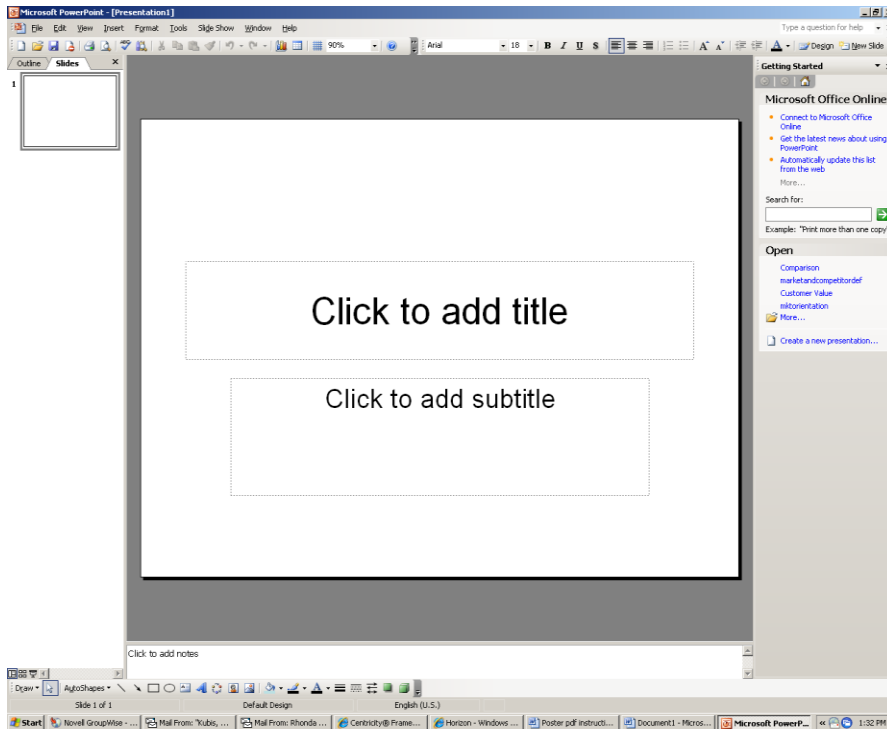 Microsoft PowerPoint - [Presentation1]
File Edit View Insert Format Tools Slide Show Window Help
Type a question for help
90%
Arial
18
B I U S
A A
A
Design
New Slide
Outline
Slides
1
Click to add title
Click to add subtitle
Click to add notes
Getting Started
Microsoft Office Online
Connect to Microsoft Office
Online
Get the latest news about using
PowerPoint
Automatically update this list
from the web
More...
Search for:
Example: "Print more than one copy"
Open
Comparison
marketandcompetitordef
Customer Value
mktorientation
More...
Create a new presentation...
Draw
AutoShapes
A
Slide 1 of 1
Default Design
English (U.S.)
Start
Novell GroupWise - ...
Mail From: "Kubis, ...
Mail From: Rhonda ...
Centricity® Frame...
Horizon - Windows ...
Poster pdf instructi...
Document1 - Micros...
Microsoft PowerP...
1:32 PM